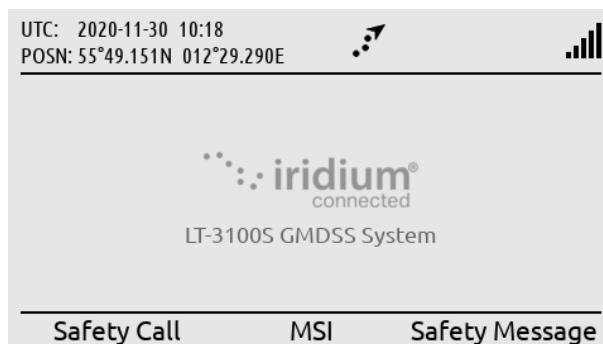 UTC: 2020-11-30 10:18
POSN: 55°49.151N 012°29.290E
iridium®
connected
LT-3100S GMDSS System
Safety Call MSI Safety Message